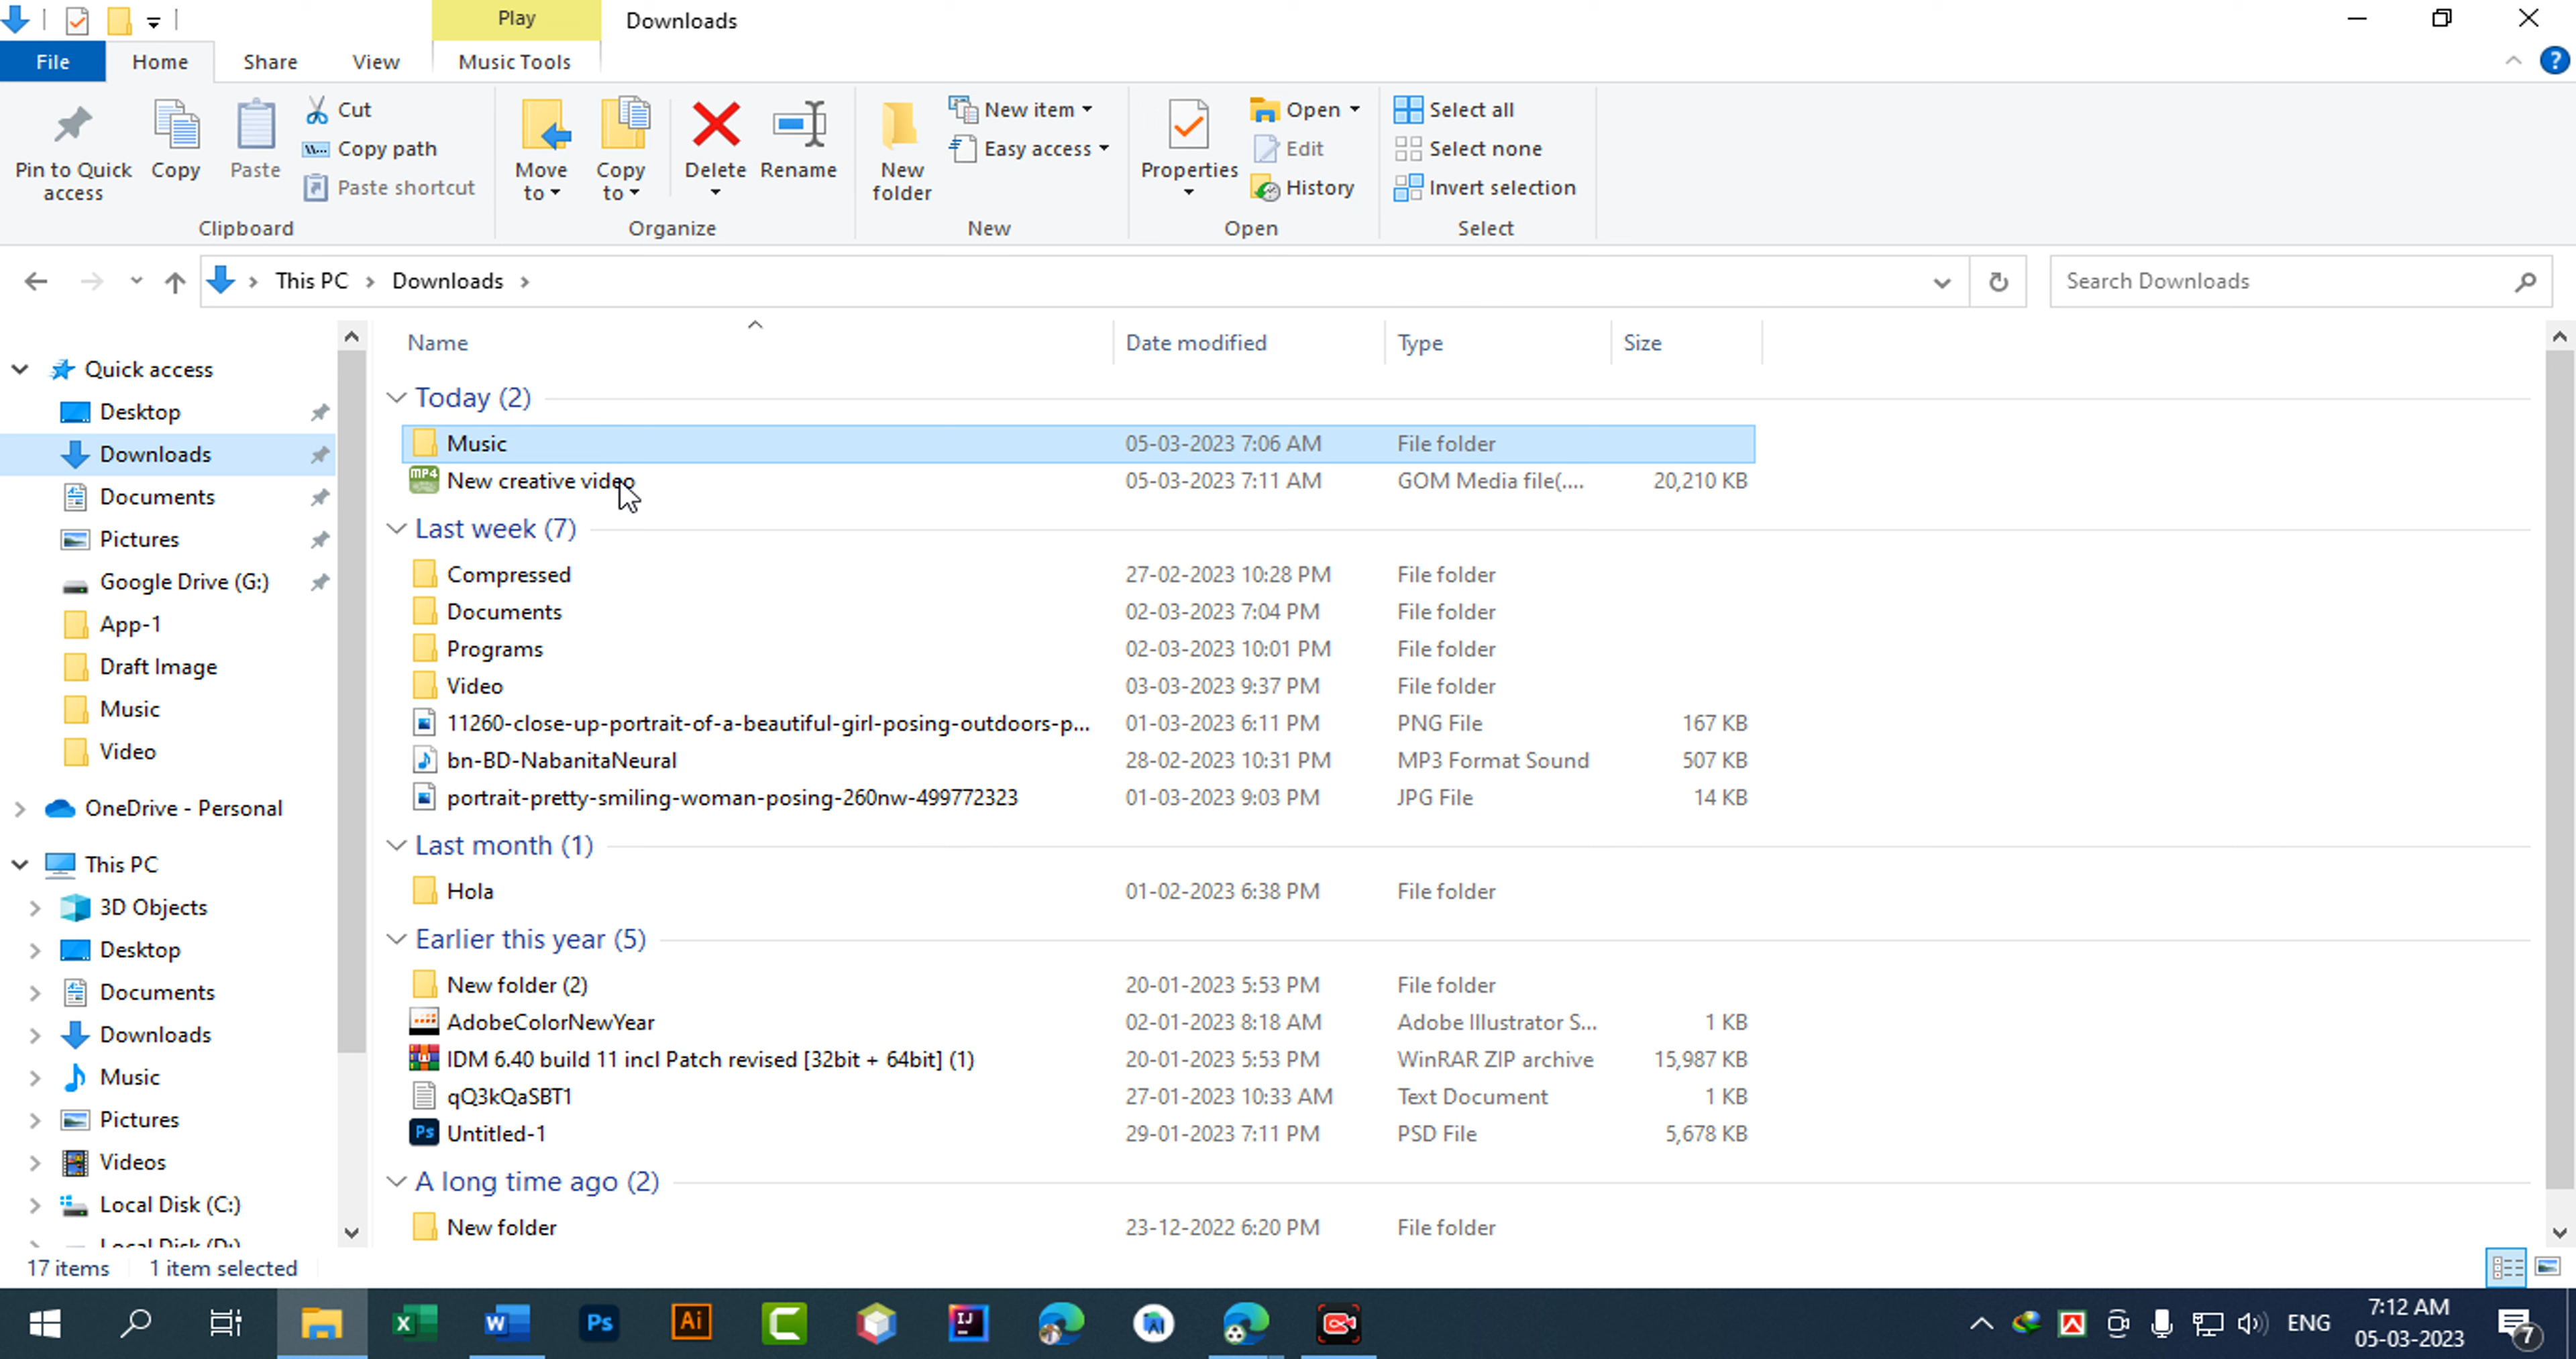 Play
Downloads
File
Home
Share
View
Music Tools
Pin to Quick access
Copy
Paste
Cut
Copy path
Paste shortcut
Clipboard
Move to
Copy to
Delete
Rename
Organize
New folder
New item
Easy access
New
Properties
Open
Edit
History
Open
Select all
Select none
Invert selection
Select
This PC
Downloads
Search Downloads
Quick access
Desktop
Downloads
Documents
Pictures
Google Drive (G:)
App-1
Draft Image
Music
Video
OneDrive - Personal
This PC
3D Objects
Desktop
Documents
Downloads
Music
Pictures
Videos
Local Disk (C:)
Local Disk (D:)
Name Date modified Type Size
Today (2)
Music 05-03-2023 7:06 AM File folder
New creative video 05-03-2023 7:11 AM GOM Media file(.... 20,210 KB
Last week (7)
Compressed 27-02-2023 10:28 PM File folder
Documents 02-03-2023 7:04 PM File folder
Programs 02-03-2023 10:01 PM File folder
Video 03-03-2023 9:37 PM File folder
11260-close-up-portrait-of-a-beautiful-girl-posing-outdoors-p... 01-03-2023 6:11 PM PNG File 167 KB
bn-BD-NabanitaNeural 28-02-2023 10:31 PM MP3 Format Sound 507 KB
portrait-pretty-smiling-woman-posing-260nw-499772323 01-03-2023 9:03 PM JPG File 14 KB
Last month (1)
Hola 01-02-2023 6:38 PM File folder
Earlier this year (5)
New folder (2) 20-01-2023 5:53 PM File folder
AdobeColorNewYear 02-01-2023 8:18 AM Adobe Illustrator S... 1 KB
IDM 6.40 build 11 incl Patch revised [32bit + 64bit] (1) 20-01-2023 5:53 PM WinRAR ZIP archive 15,987 KB
qQ3kQaSBT1 27-01-2023 10:33 AM Text Document 1 KB
Untitled-1 29-01-2023 7:11 PM PSD File 5,678 KB
A long time ago (2)
New folder 23-12-2022 6:20 PM File folder
17 items 1 item selected
ENG
7:12 AM
05-03-2023
7